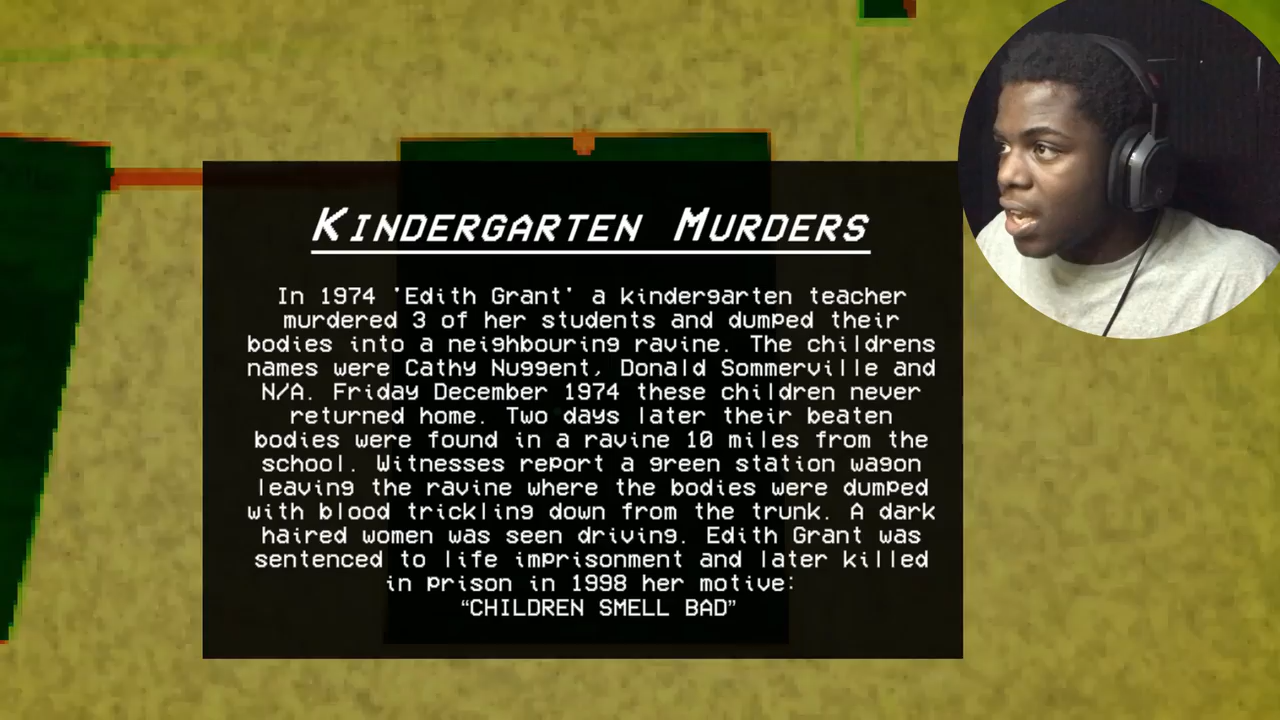 Kindergarten Murders
In 1974 'Edith Grant' a kindergarten teacher
murdered 3 of her students and dumped their
bodies into a neighbouring ravine. The childrens
names were Cathy Nuggent, Donald Sommerville and
N/A. Friday December 1974 these children never
returned home. Two days later their beaten
bodies were found in a ravine 10 miles from the
school. Witnesses report a green station wagon
leaving the ravine where the bodies were dumped
with blood trickling down from the trunk. A dark
haired women was seen driving. Edith Grant was
sentenced to life imprisonment and later killed
in prison in 1998 her motive:
“CHILDREN SMELL BAD”